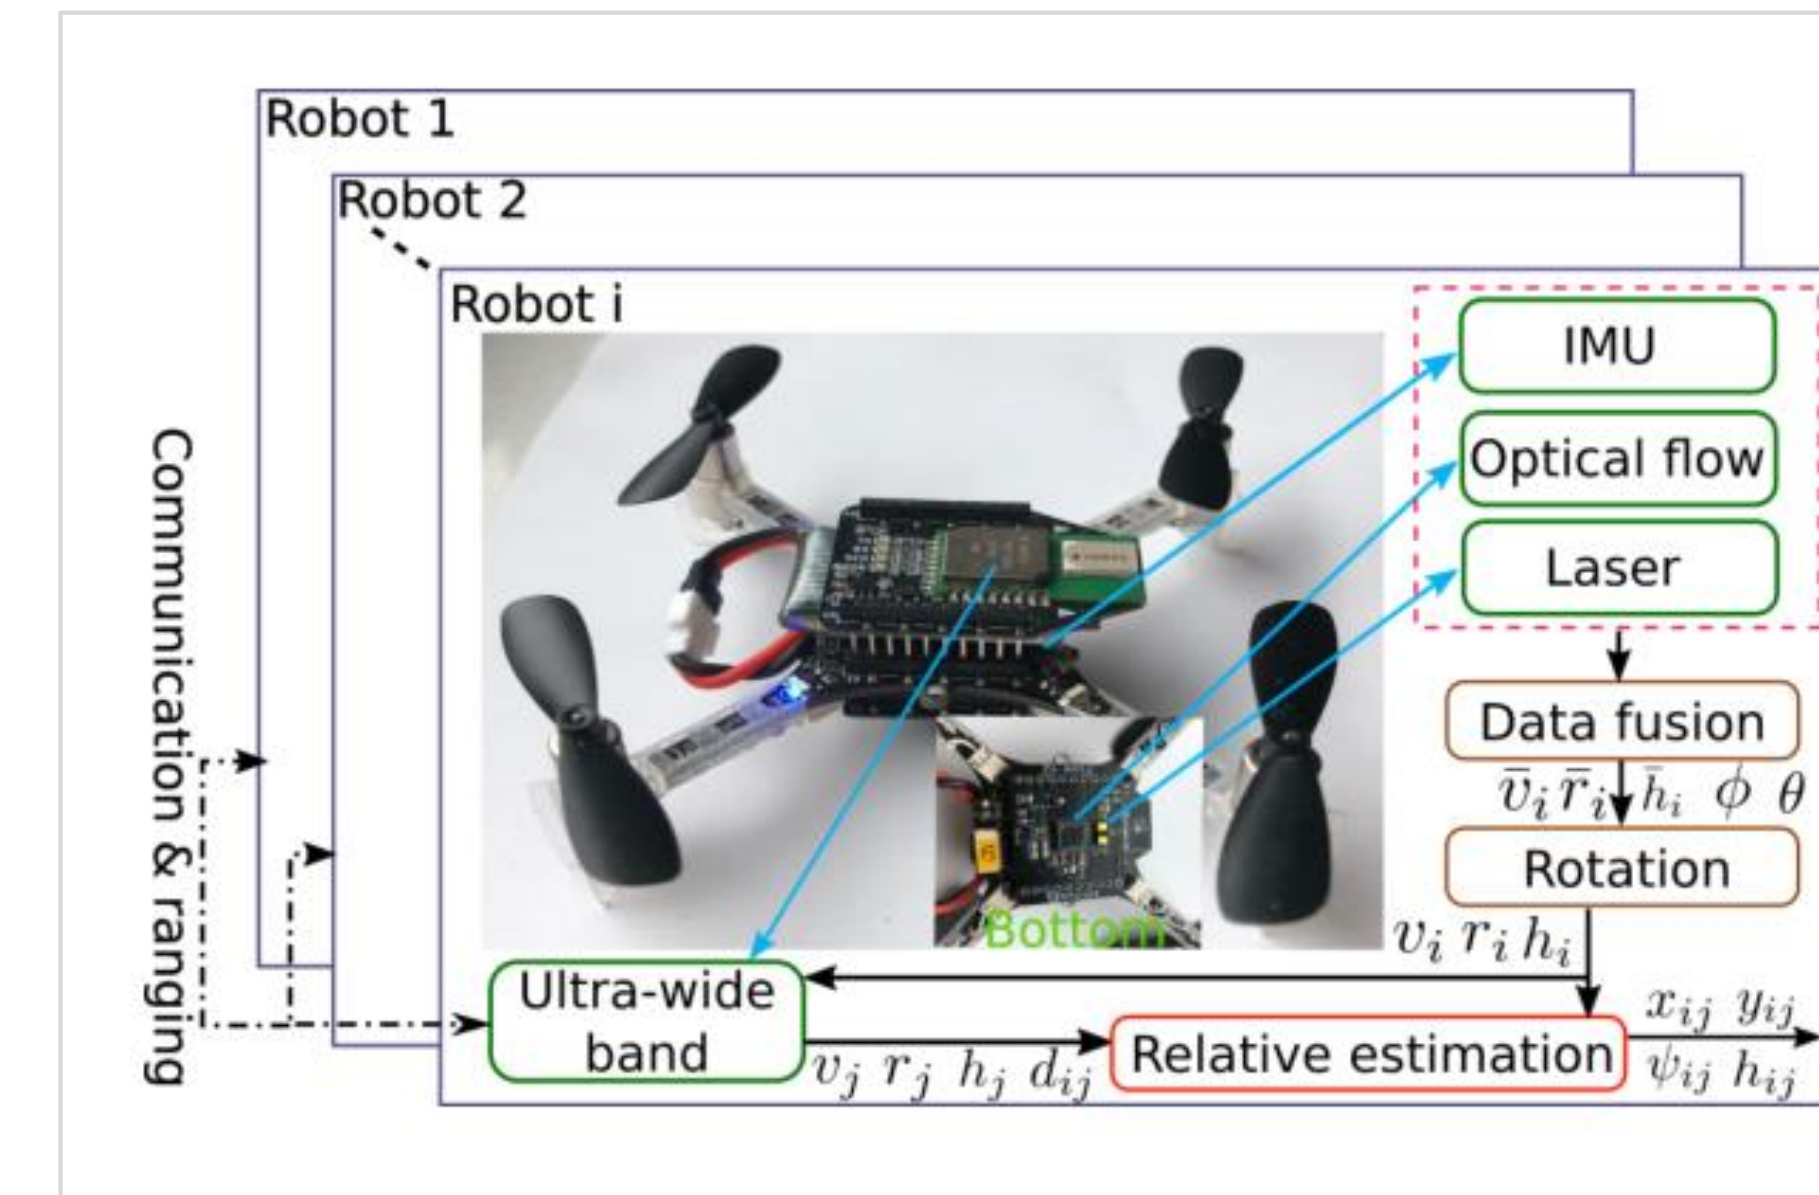 Robot 1
Robot 2
Robot i
Communication & ranging
IMU
Optical flow
Laser
Data fusion
v̄ᵢ r̄ᵢ h̄ᵢ ϕ θ
Rotation
vᵢ rᵢ hᵢ
Bottom
Ultra-wide
band
vⱼ rⱼ hⱼ dᵢⱼ
Relative estimation
xᵢⱼ yᵢⱼ
ψᵢⱼ hᵢⱼ